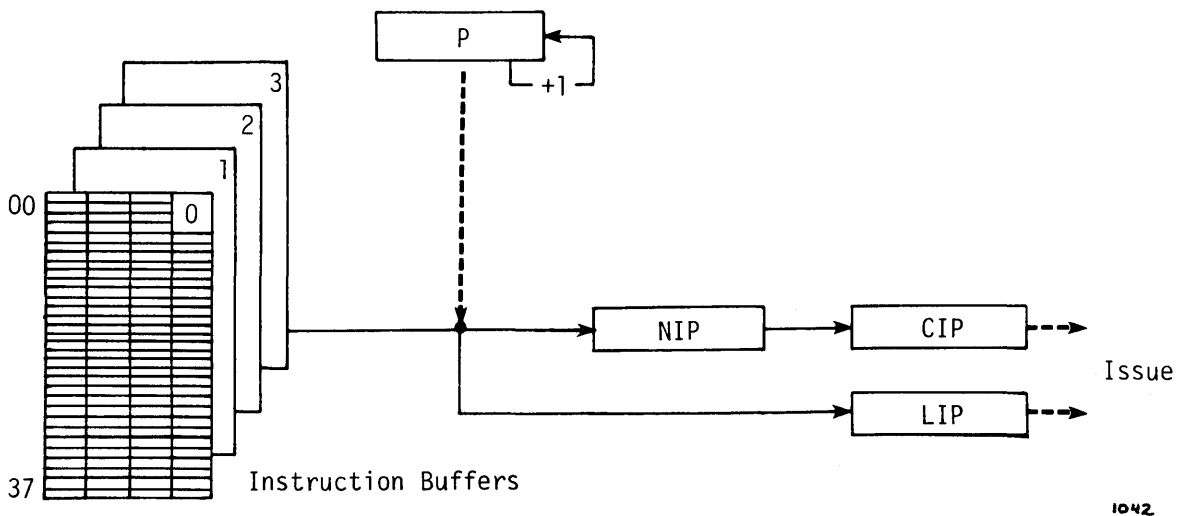 P
+1
3
2
1
00
0
NIP
CIP
Issue
LIP
37
Instruction Buffers
1042